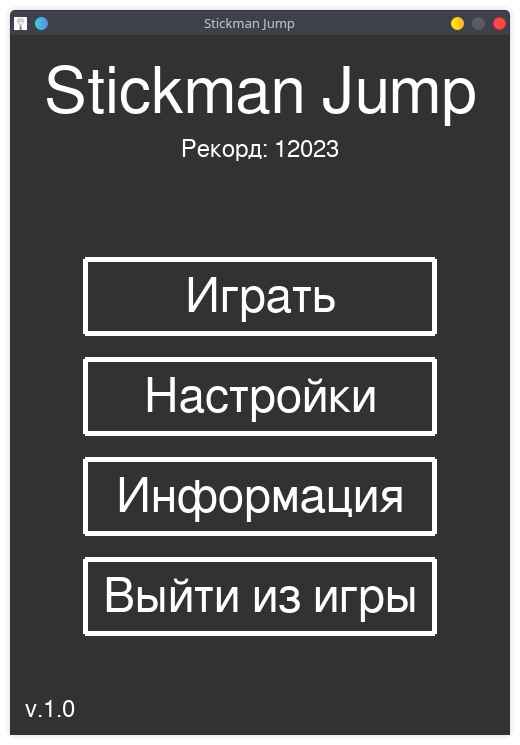 Stickman Jump
Stickman Jump
Рекорд: 12023
Играть
Настройки
Информация
Выйти из игры
v.1.0